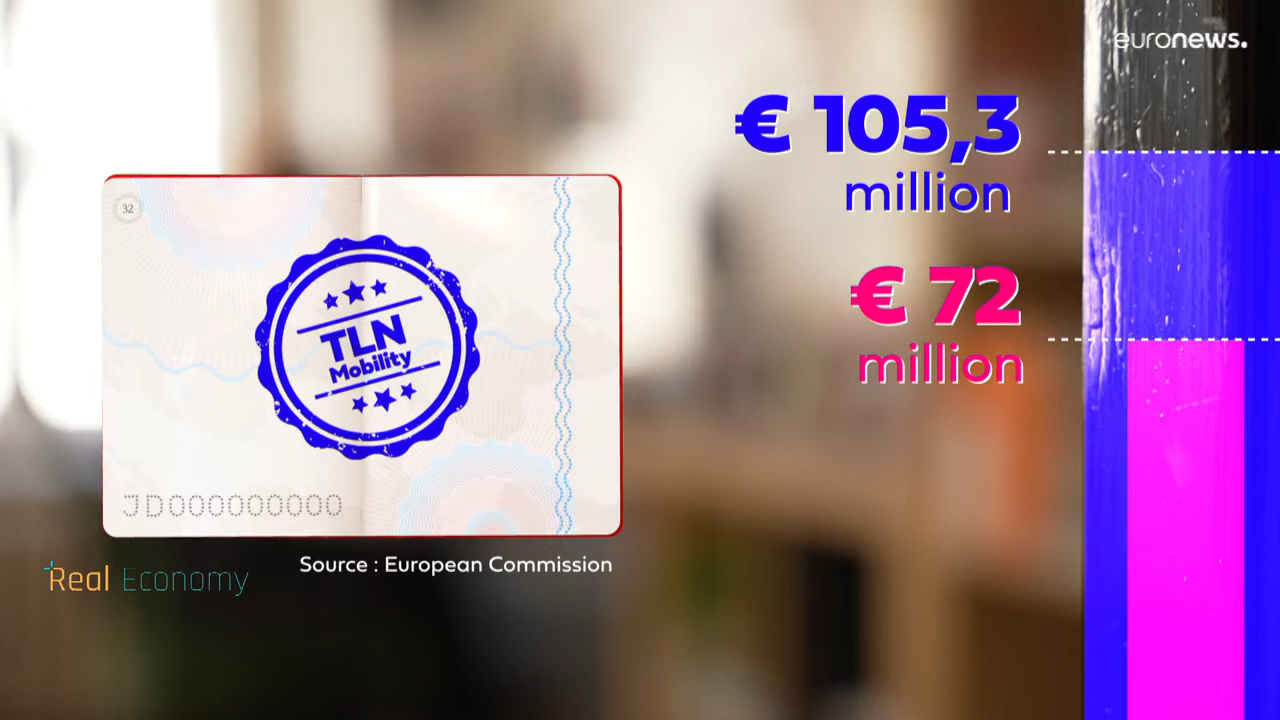 euronews.
€ 105,3
million
€ 72
million
32
TLN
Mobility
JD000000000
Source : European Commission
Real Economy